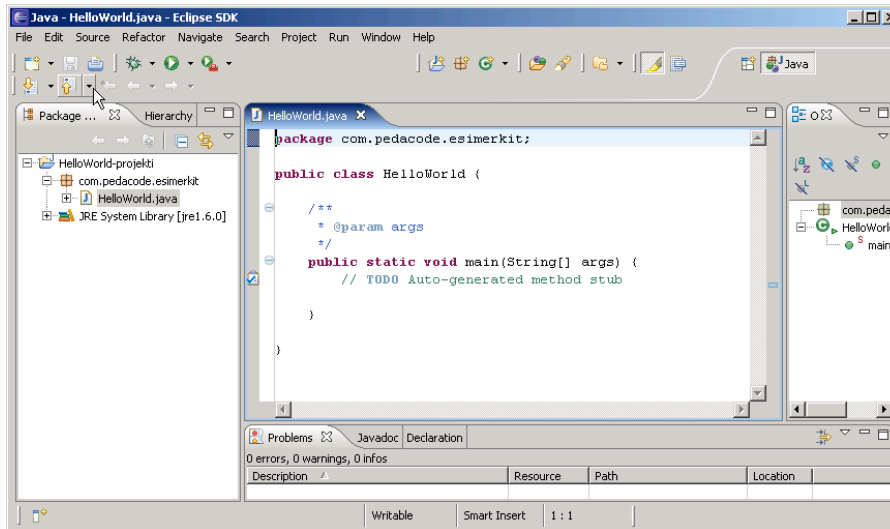 Java - HelloWorld.java - Eclipse SDK
File Edit Source Refactor Navigate Search Project Run Window Help
Java
Package ... Hierarchy
HelloWorld-projekti
com.pedacode.esimerkit
HelloWorld.java
JRE System Library [jre1.6.0]
HelloWorld.java
package com.pedacode.esimerkit;
public class HelloWorld {
/**
* @param args
*/
public static void main(String[] args) {
// TODO Auto-generated method stub
}
}
O
com.peda
HelloWorl
S main
Problems Javadoc Declaration
0 errors, 0 warnings, 0 infos
Description Resource Path Location
Writable Smart Insert 1 : 1